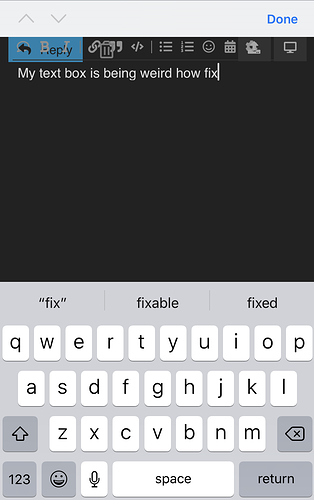 Done
Reply B I
My text box is being weird how fix
“fix” fixable fixed
q w e r t y u i o p
a s d f g h j k l
z x c v b n m
123 space return